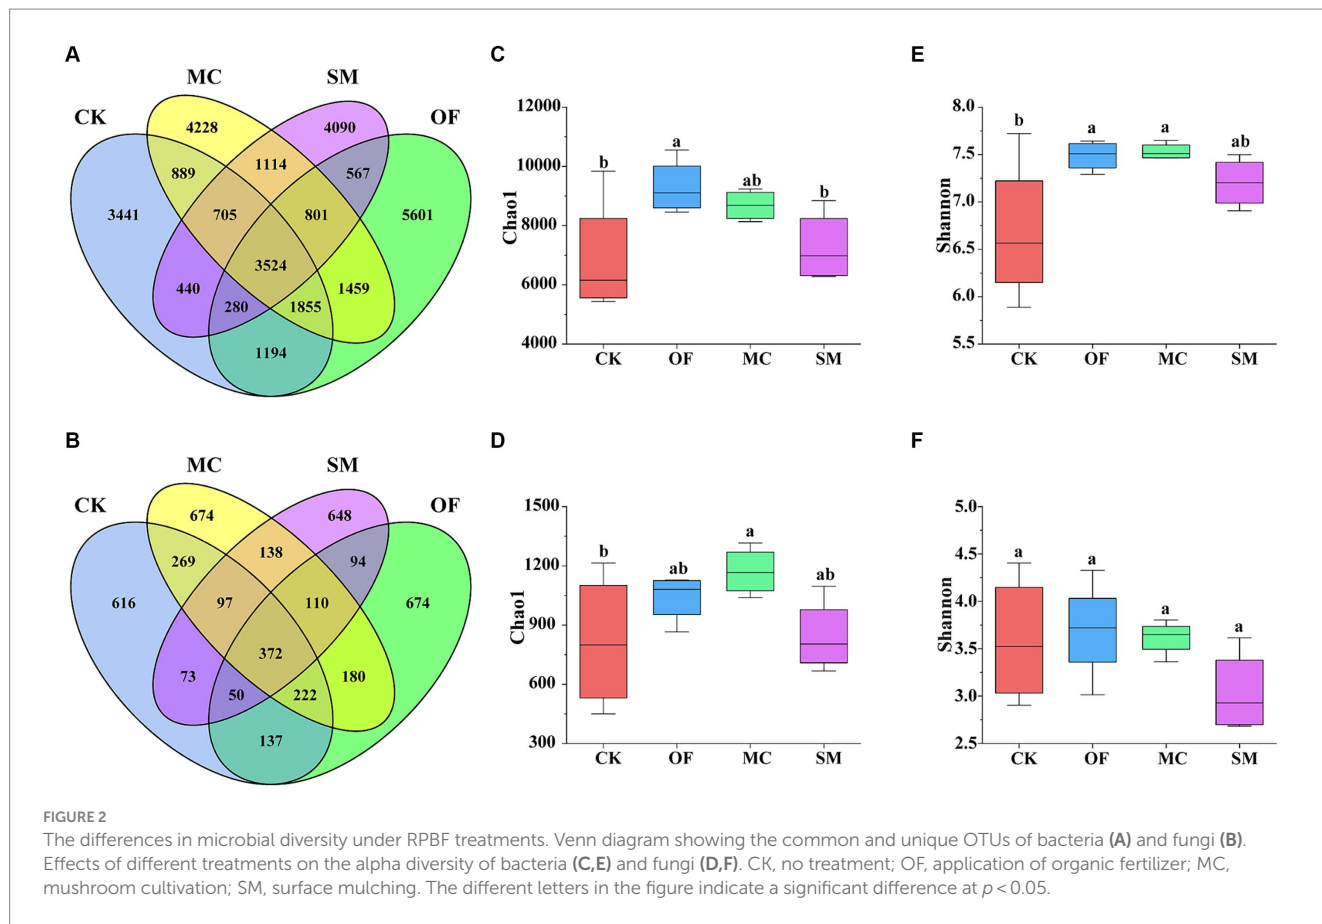 A
MC
SM
CK
OF
4228
4090
889
1114
567
3441
705
801
5601
3524
440
280
1855
1459
1194
C
12000
10000
8000
6000
4000
Chao1
b
a
ab
b
CK
OF
MC
SM
E
8.0
7.5
7.0
6.5
6.0
5.5
Shannon
b
a
a
ab
CK
OF
MC
SM
B
MC
SM
CK
OF
674
648
269
138
94
616
97
110
674
372
73
50
222
180
137
D
1500
1200
900
600
300
Chao1
b
ab
a
ab
CK
OF
MC
SM
F
5.0
4.5
4.0
3.5
3.0
2.5
Shannon
a
a
a
a
CK
OF
MC
SM
FIGURE 2
The differences in microbial diversity under RPBF treatments. Venn diagram showing the common and unique OTUs of bacteria (A) and fungi (B).
Effects of different treatments on the alpha diversity of bacteria (C,E) and fungi (D,F). CK, no treatment; OF, application of organic fertilizer; MC,
mushroom cultivation; SM, surface mulching. The different letters in the figure indicate a significant difference at p < 0.05.